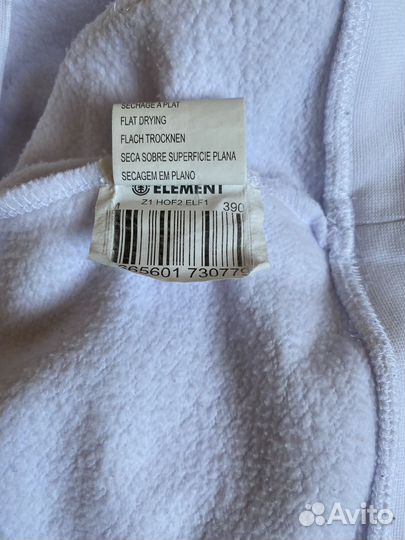 SECHAGE A PLAT
FLAT DRYING
FLACH TROCKNEN
SECA SOBRE SUPERFICIE PLANA
SECAGEM EM PLANO
ELEMENT
Z1 HOF2 ELF1
M 390
665601 730779
Avito